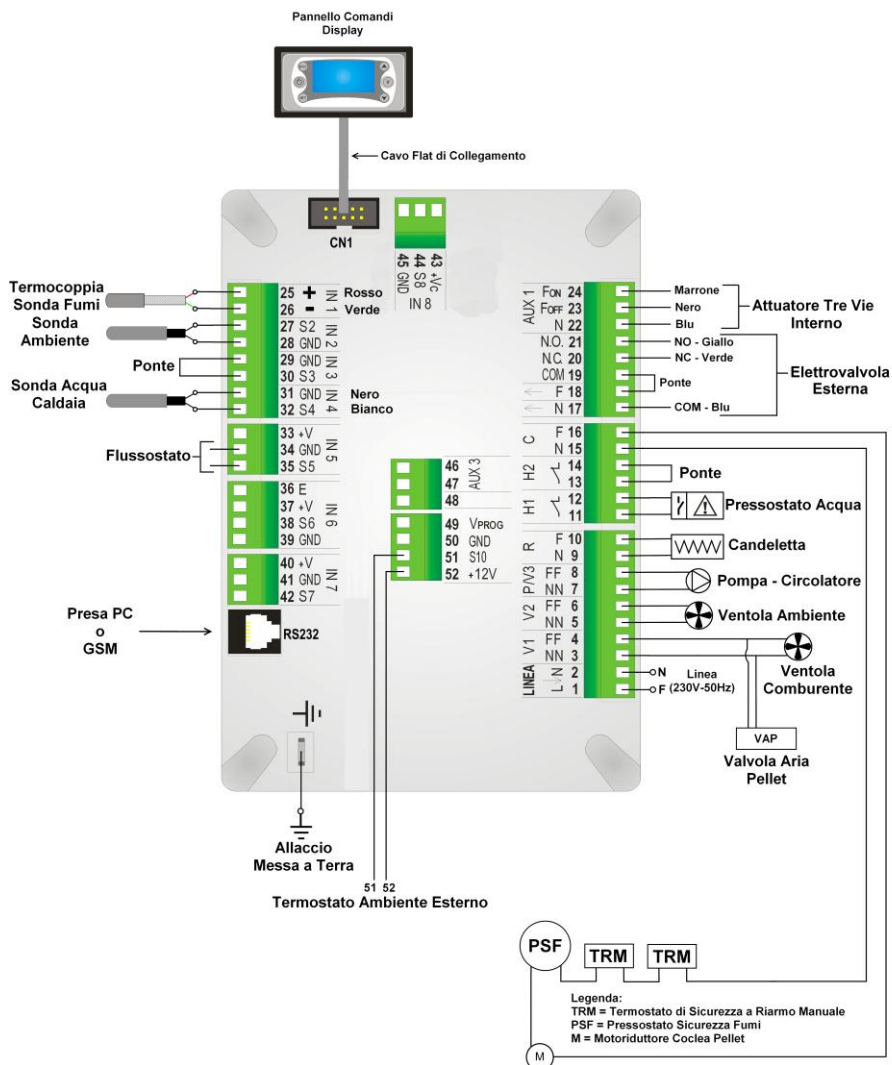 Pannello Comandi
Display
Cavo Flat di Collegamento
CN1
45 GND
44 S8
43 +Vc
IN 8
Termocoppia
Sonda Fumi
Sonda
Ambiente
Ponte
Sonda Acqua
Caldaia
Flussostato
25 + Rosso
26 - Verde
IN 1
27 S2
28 GND
IN 2
29 GND
30 S3
IN 3
31 GND Nero
32 S4 Bianco
IN 4
33 +V
34 GND
35 S5
IN 5
36 E
37 +V
38 S6
39 GND
IN 6
40 +V
41 GND
42 S7
IN 7
Presa PC
o
GSM
RS232
46
47
48
AUX 3
49 VPROG
50 GND
51 S10
52 +12V
AUX 1
FON 24 Marrone
FOFF 23 Nero
N 22 Blu
Attuatore Tre Vie
Interno
N.O. 21 NO - Giallo
N.C. 20 NC - Verde
COM 19
F 18
Ponte
N 17 COM - Blu
Elettrovalvola
Esterna
C
F 16
N 15
H2
14
13
Ponte
H1
12
11
Pressostato Acqua
R
F 10
N 9
Candeletta
P/V3
FF 8
NN 7
Pompa - Circolatore
V2
FF 6
NN 5
Ventola Ambiente
V1
FF 4
NN 3
Ventola
Comburente
LINEA
N 2
L 1
N
F
Linea
(230V-50Hz)
VAP
Valvola Aria
Pellet
Allaccio
Messa a Terra
51 52
Termostato Ambiente Esterno
PSF
TRM
TRM
Legenda:
TRM = Termostato di Sicurezza a Riarmo Manuale
PSF = Pressostato Sicurezza Fumi
M = Motoriduttore Coclea Pellet
M